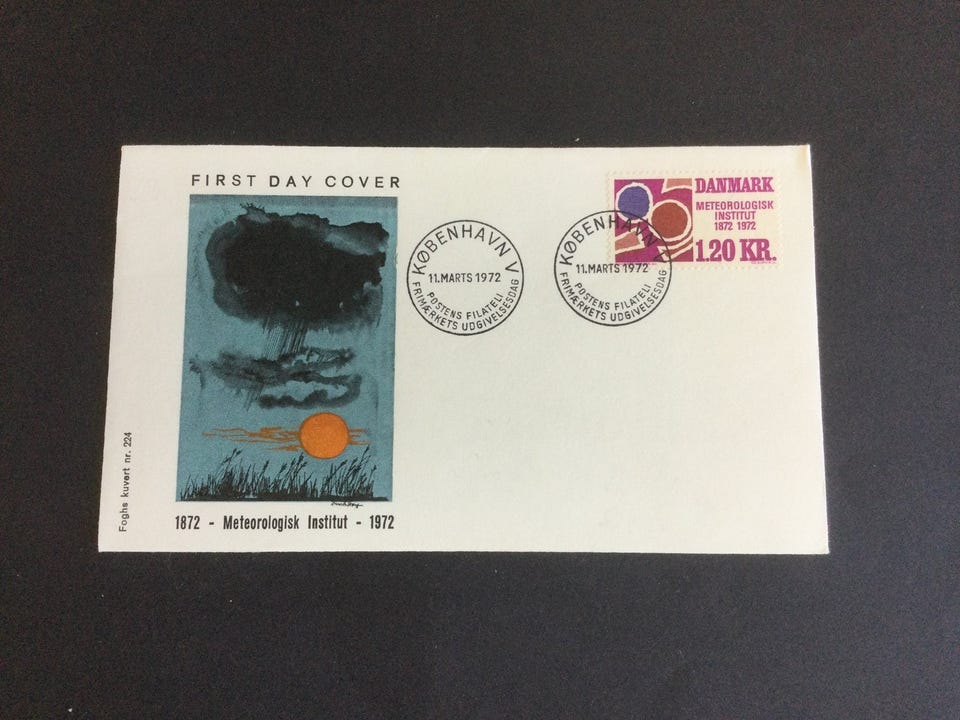 FIRST DAY COVER
Foghs kuvert nr. 224
1872 - Meteorologisk Institut - 1972
KØBENHAVN V
11.MARTS 1972
POSTENS FILATELI
FRIMÆRKETS UDGIVELSESDAG
KØBENHAVN V
11.MARTS 1972
POSTENS FILATELI
FRIMÆRKETS UDGIVELSESDAG
DANMARK
METEOROLOGISK
INSTITUT
1872 1972
1.20 KR.